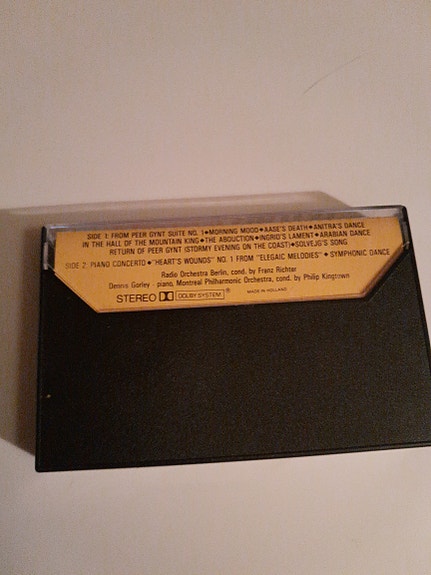 SIDE 1: FROM PEER GYNT SUITE NO. 1◆MORNING MOOD◆AASE'S DEATH◆ANITRA'S DANCE
IN THE HALL OF THE MOUNTAIN KING◆THE ABDUCTION◆INGRID'S LAMENT◆ARABIAN DANCE
RETURN OF PEER GYNT (STORMY EVENING ON THE COAST)◆SOLVEJG'S SONG
SIDE 2: PIANO CONCERTO◆"HEART'S WOUNDS" NO. 1 FROM "ELEGAIC MELODIES"◆SYMPHONIC DANCE
Radio Orchestra Berlin, cond. by Franz Richter
Dennis Gorley - piano, Montreal Philharmonic Orchestra, cond. by Philip Kingtown
STEREO DOLBY SYSTEM ® MADE IN HOLLAND